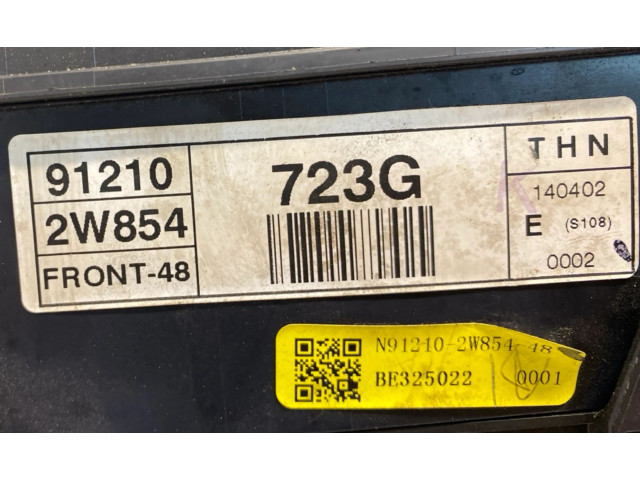 91210
2W854
FRONT-48
723G
THN
140402
E (S108)
0002
N91210-2W854-48
BE325022
0001